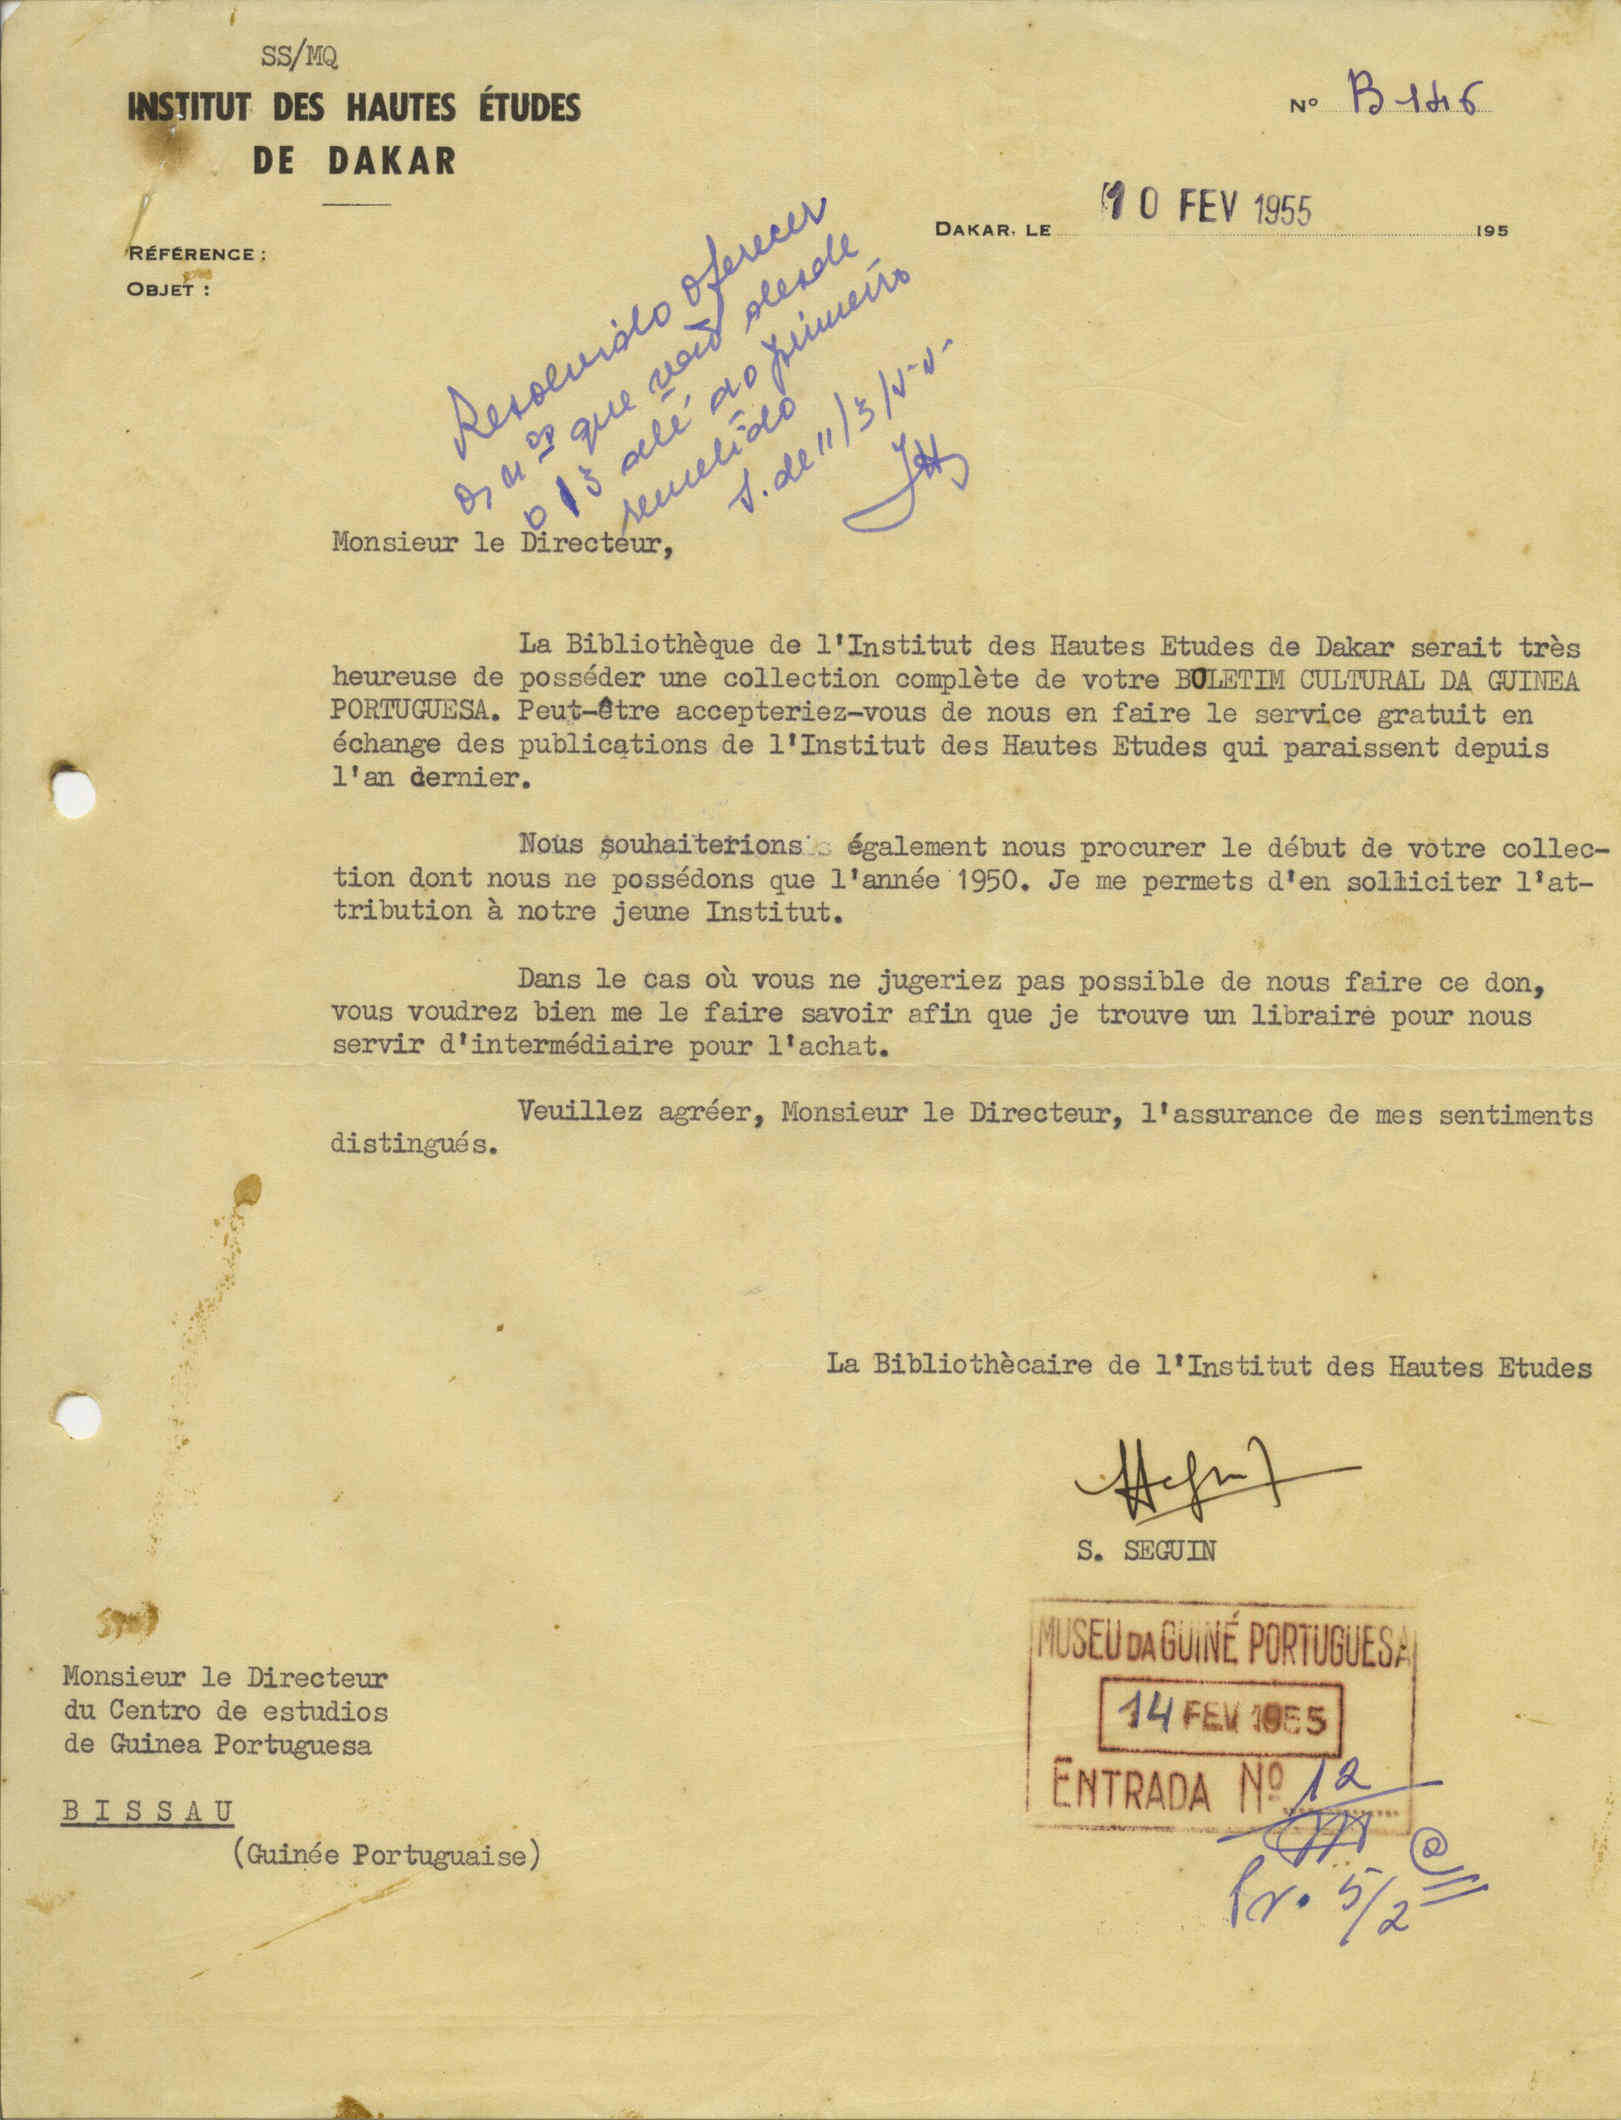 SS/MQ
INSTITUT DES HAUTES ÉTUDES
DE DAKAR
N° B-146
DAKAR, LE 10 FEV 1955 195
RÉFÉRENCE :
OBJET :
Resolvido oferecer
os nos que vão desde
o 13 até ao primeiro
remetido
S. de 11/3/55
Monsieur le Directeur,
La Bibliothèque de l'Institut des Hautes Etudes de Dakar serait très
heureuse de posséder une collection complète de votre BOLETIM CULTURAL DA GUINEA
PORTUGUESA. Peut-être accepteriez-vous de nous en faire le service gratuit en
échange des publications de l'Institut des Hautes Etudes qui paraissent depuis
l'an dernier.
Nous souhaiterions également nous procurer le début de votre collec-
tion dont nous ne possédons que l'année 1950. Je me permets d'en solliciter l'at-
tribution à notre jeune Institut.
Dans le cas où vous ne jugeriez pas possible de nous faire ce don,
vous voudrez bien me le faire savoir afin que je trouve un libraire pour nous
servir d'intermédiaire pour l'achat.
Veuillez agréer, Monsieur le Directeur, l'assurance de mes sentiments
distingués.
La Bibliothècaire de l'Institut des Hautes Etudes
S. SEGUIN
MUSEU DA GUINÉ PORTUGUESA
14 FEV 1955
ENTRADA Nº 12
Pr. 5/2
Monsieur le Directeur
du Centro de estudios
de Guinea Portuguesa
BISSAU
(Guinée Portuguaise)